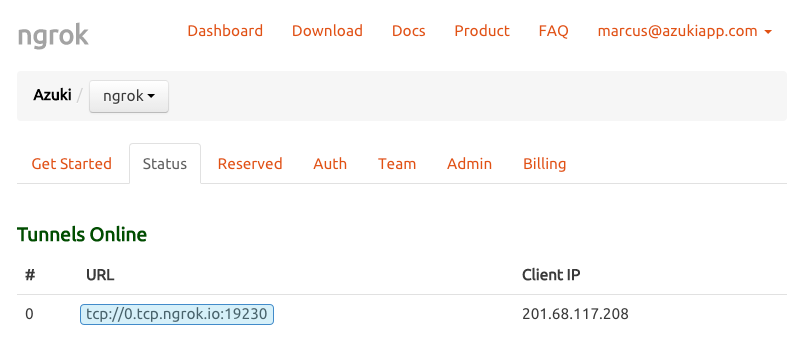 ngrok Dashboard Download Docs Product FAQ marcus@azukiapp.com
Azuki / ngrok
Get Started Status Reserved Auth Team Admin Billing
Tunnels Online
# URL Client IP
0 tcp://0.tcp.ngrok.io:19230 201.68.117.208